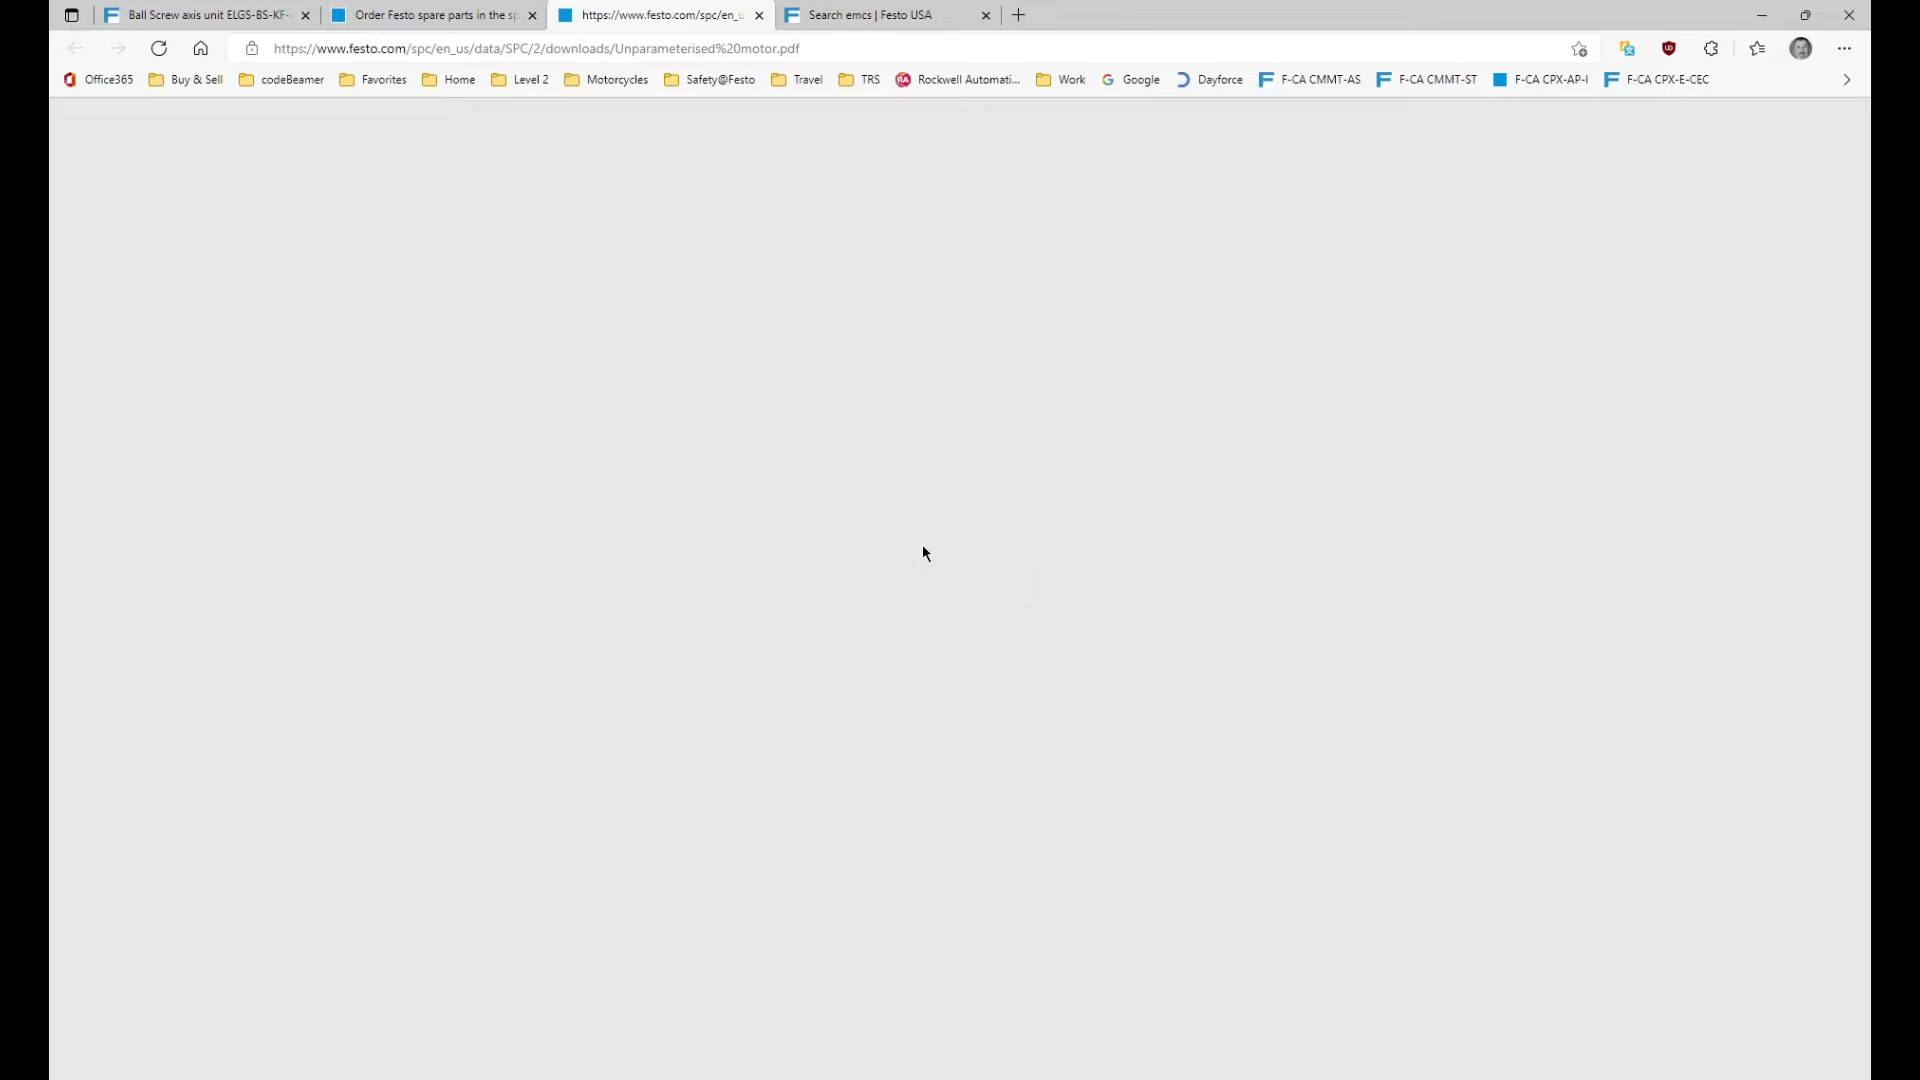 Ball Screw axis unit ELGS-BS-KF-
Order Festo spare parts in the sp
https://www.festo.com/spc/en_u
Search emcs | Festo USA
https://www.festo.com/spc/en_us/data/SPC/2/downloads/Unparameterised%20motor.pdf
Office365 Buy & Sell codeBeamer Favorites Home Level 2 Motorcycles Safety@Festo Travel TRS RA Rockwell Automati... Work Google Dayforce F-CA CMMT-AS F-CA CMMT-ST F-CA CPX-AP-I F-CA CPX-E-CEC